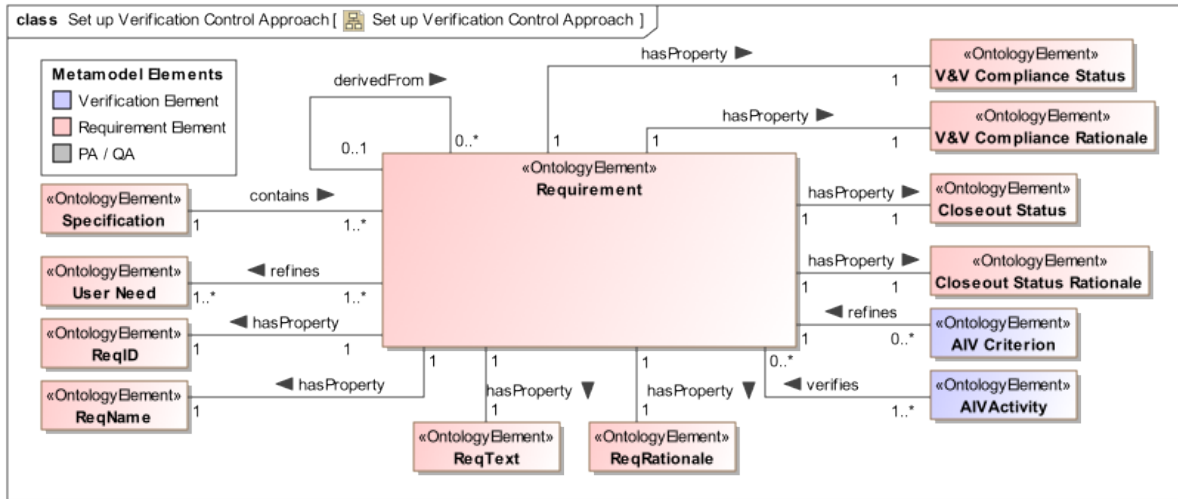 class Set up Verification Control Approach [ Set up Verification Control Approach ]
Metamodel Elements
Verification Element
Requirement Element
PA / QA
derivedFrom
0..1
0..*
hasProperty
1
1
«OntologyElement»
V&V Compliance Status
hasProperty
1
1
«OntologyElement»
V&V Compliance Rationale
«OntologyElement»
Requirement
«OntologyElement»
Specification
contains
1
1..*
hasProperty
1
1
«OntologyElement»
Closeout Status
«OntologyElement»
User Need
refines
1..*
1..*
hasProperty
1
1
«OntologyElement»
Closeout Status Rationale
«OntologyElement»
ReqID
hasProperty
1
1
refines
1
0..*
«OntologyElement»
AIV Criterion
«OntologyElement»
ReqName
hasProperty
1
1
verifies
0..*
1..*
«OntologyElement»
AIVActivity
1
hasProperty
1
«OntologyElement»
ReqText
1
hasProperty
1
«OntologyElement»
ReqRationale